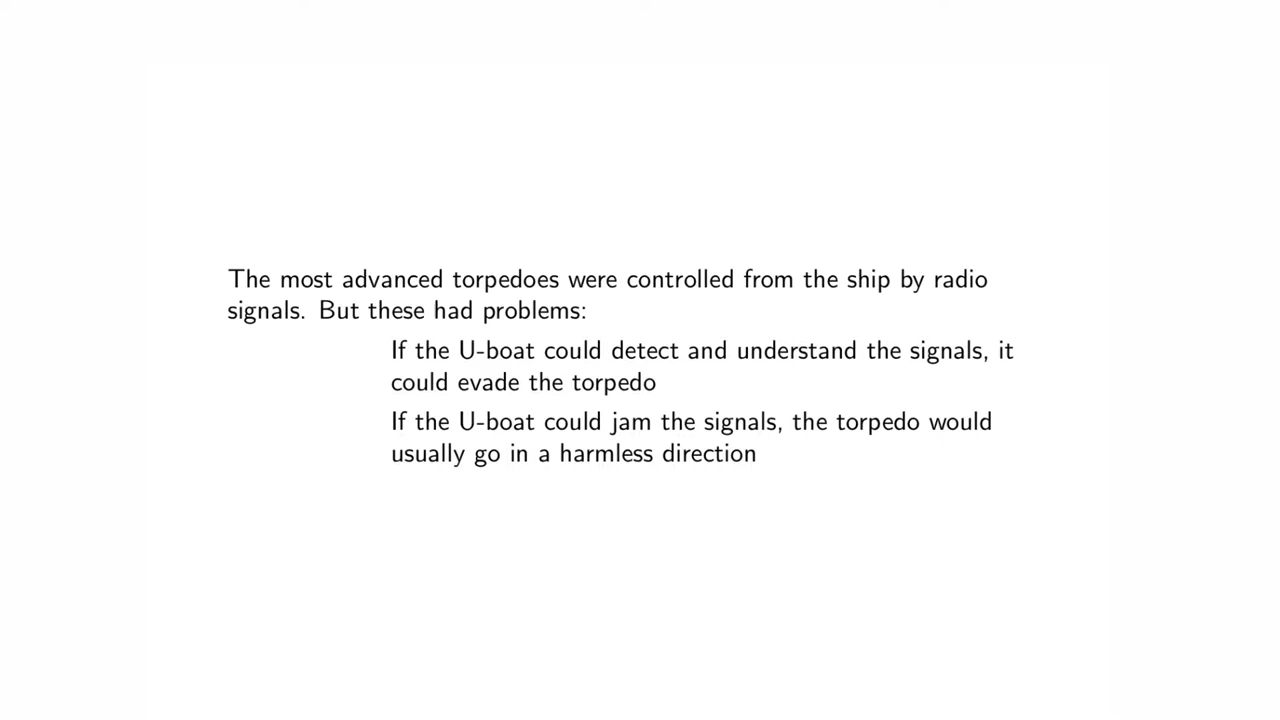 The most advanced torpedoes were controlled from the ship by radio
signals. But these had problems:
If the U-boat could detect and understand the signals, it
could evade the torpedo
If the U-boat could jam the signals, the torpedo would
usually go in a harmless direction